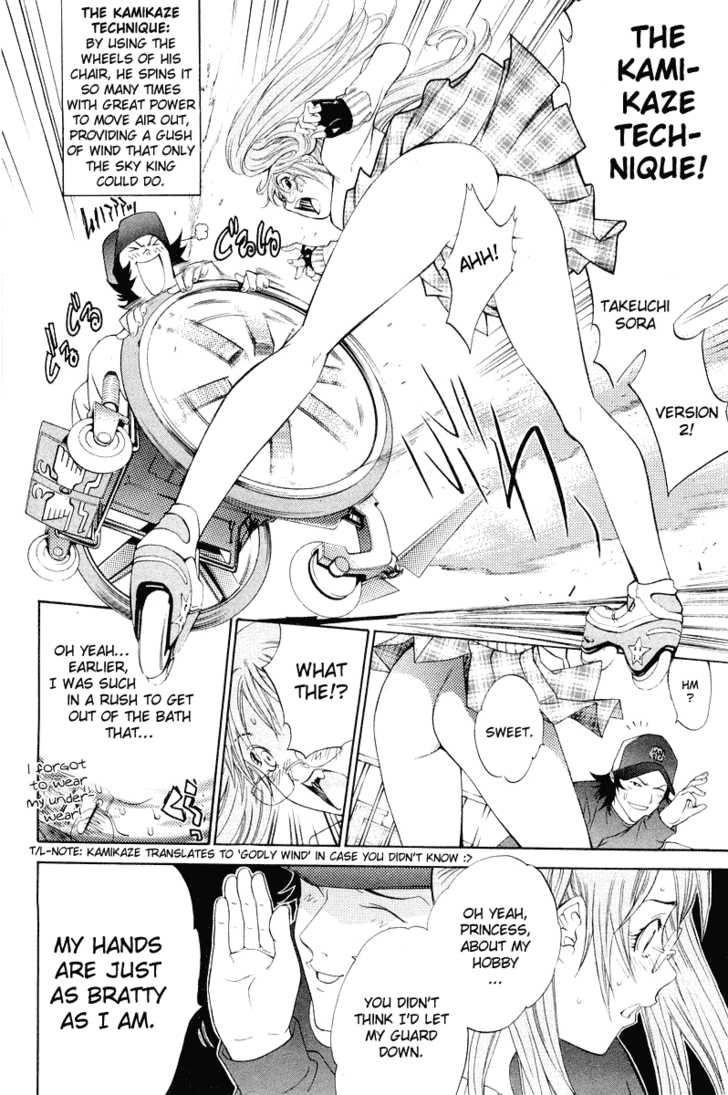 THE KAMIKAZE
TECHNIQUE:
BY USING THE
WHEELS OF HIS
CHAIR, HE SPINS IT
SO MANY TIMES
WITH GREAT POWER
TO MOVE AIR OUT,
PROVIDING A GUSH
OF WIND THAT ONLY
THE SKY KING
COULD DO.
THE
KAMI-
KAZE
TECH-
NIQUE!
AHH!
TAKEUCHI
SORA
VERSION
2!
OH YEAH...
EARLIER,
I WAS SUCH
IN A RUSH TO GET
OUT OF THE BATH
THAT...
I forgot
to wear
my under-
wear!
WHAT
THE!?
SWEET.
HM
?
T/L-NOTE: KAMIKAZE TRANSLATES TO 'GODLY WIND' IN CASE YOU DIDN'T KNOW :>
MY HANDS
ARE JUST
AS BRATTY
AS I AM.
OH YEAH,
PRINCESS,
ABOUT MY
HOBBY
...
YOU DIDN'T
THINK I'D LET
MY GUARD
DOWN.